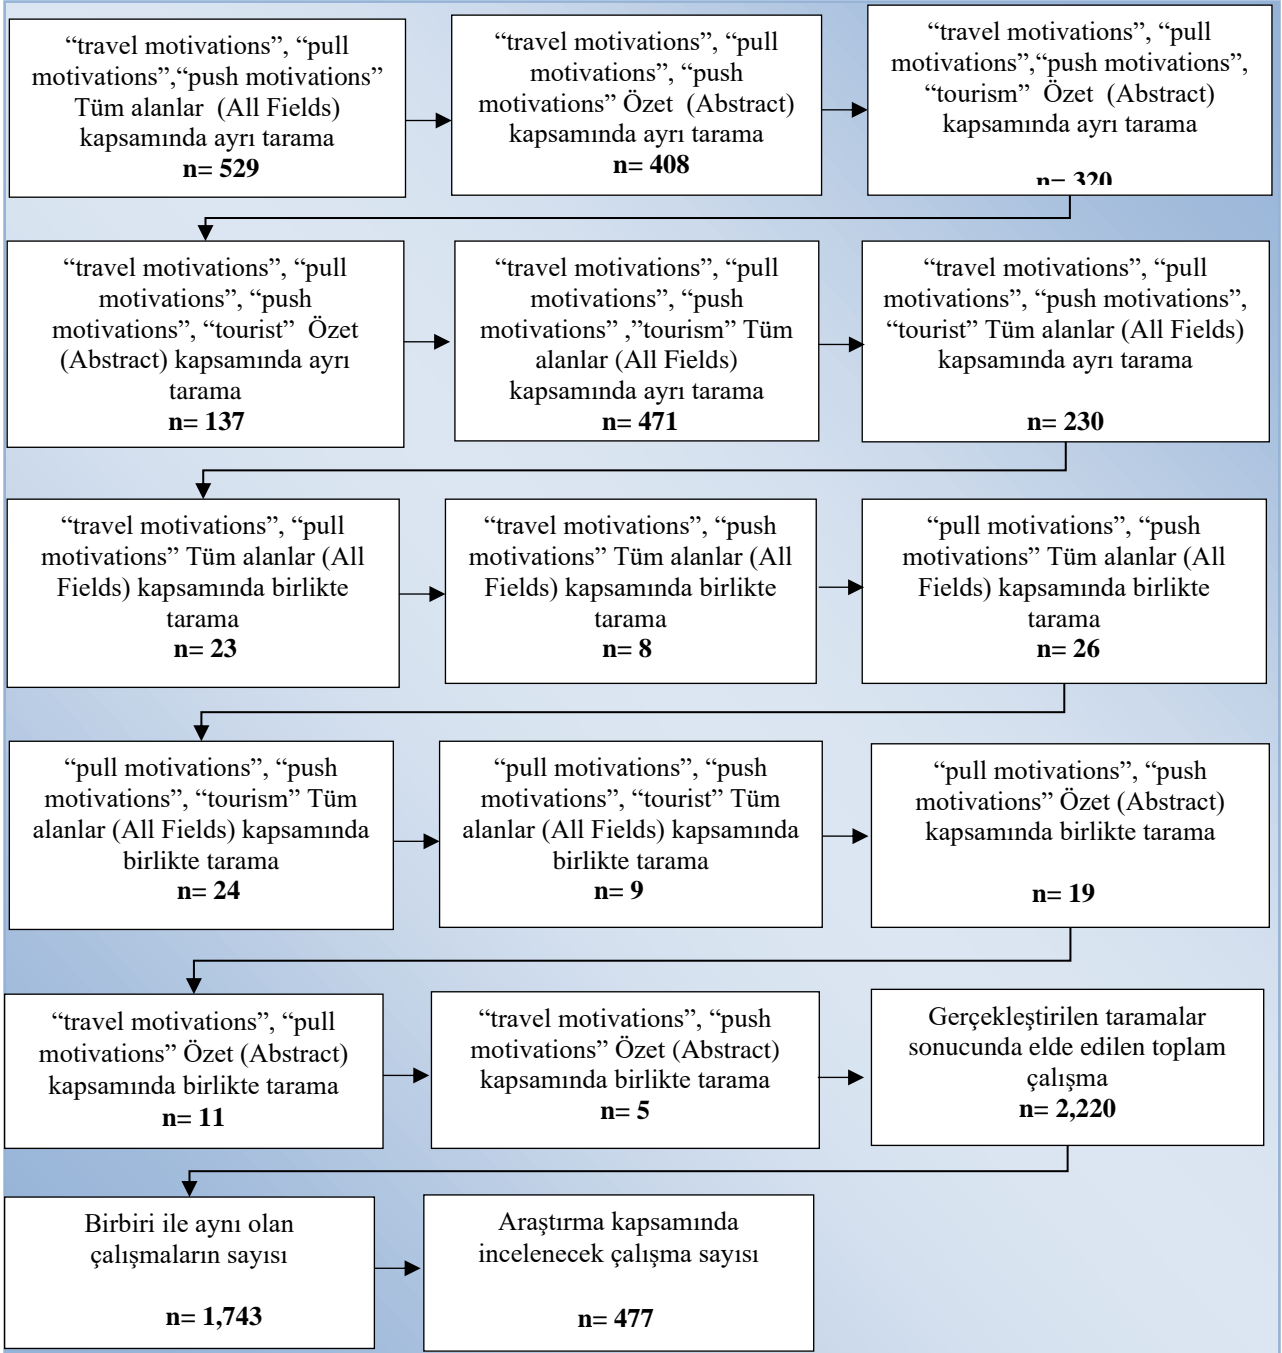 “travel motivations”, “pull
motivations”,“push motivations”
Tüm alanlar (All Fields)
kapsamında ayrı tarama
n= 529
“travel motivations”, “pull
motivations”, “push
motivations” Özet (Abstract)
kapsamında ayrı tarama
n= 408
“travel motivations”, “pull
motivations”,“push motivations”,
“tourism” Özet (Abstract)
kapsamında ayrı tarama
n= 320
“travel motivations”, “pull
motivations”, “push
motivations”, “tourist” Özet
(Abstract) kapsamında ayrı
tarama
n= 137
“travel motivations”, “pull
motivations”, “push
motivations” ,“tourism” Tüm
alanlar (All Fields)
kapsamında ayrı tarama
n= 471
“travel motivations”, “pull
motivations”, “push motivations”,
“tourist” Tüm alanlar (All Fields)
kapsamında ayrı tarama
n= 230
“travel motivations”, “pull
motivations” Tüm alanlar (All
Fields) kapsamında birlikte
tarama
n= 23
“travel motivations”, “push
motivations” Tüm alanlar (All
Fields) kapsamında birlikte
tarama
n= 8
“pull motivations”, “push
motivations” Tüm alanlar (All
Fields) kapsamında birlikte
tarama
n= 26
“pull motivations”, “push
motivations”, “tourism” Tüm
alanlar (All Fields) kapsamında
birlikte tarama
n= 24
“pull motivations”, “push
motivations”, “tourist” Tüm
alanlar (All Fields) kapsamında
birlikte tarama
n= 9
“pull motivations”, “push
motivations” Özet (Abstract)
kapsamında birlikte tarama
n= 19
“travel motivations”, “pull
motivations” Özet (Abstract)
kapsamında birlikte tarama
n= 11
“travel motivations”, “push
motivations” Özet (Abstract)
kapsamında birlikte tarama
n= 5
Gerçekleştirilen taramalar
sonucunda elde edilen toplam
çalışma
n= 2,220
Birbiri ile aynı olan
çalışmaların sayısı
n= 1,743
Araştırma kapsamında
incelenecek çalışma sayısı
n= 477